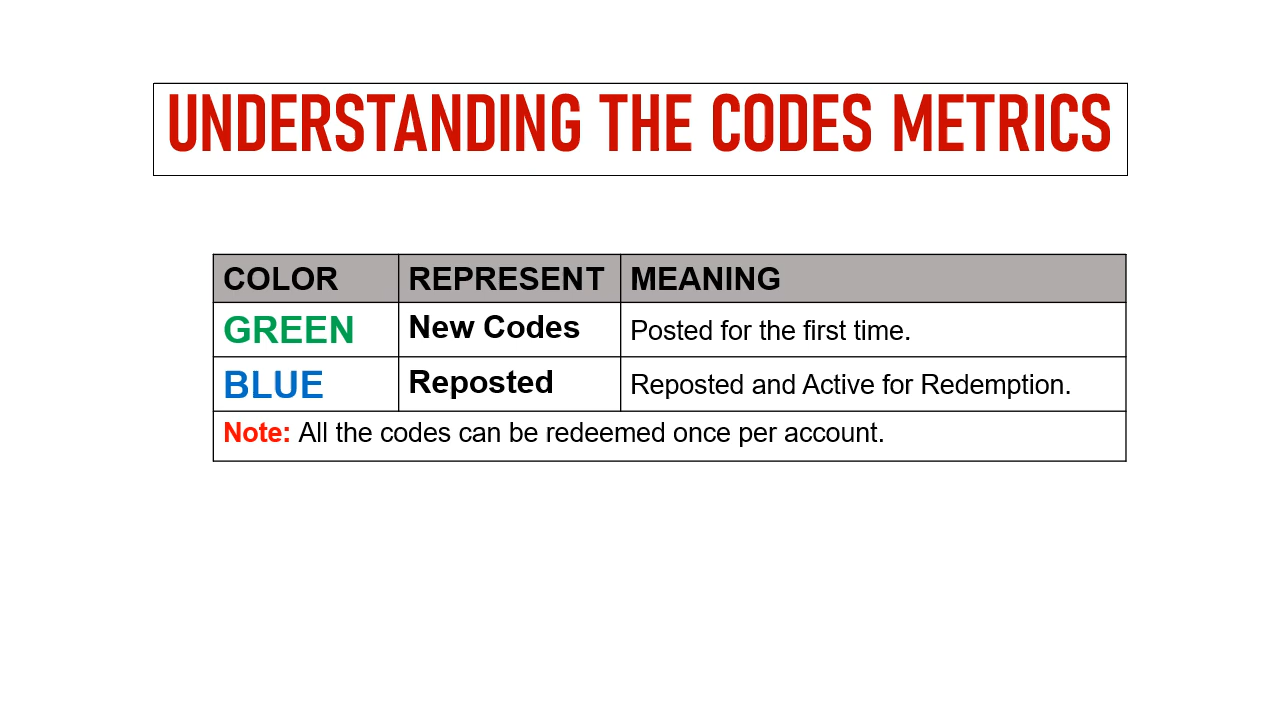 UNDERSTANDING THE CODES METRICS
COLOR REPRESENT MEANING
GREEN New Codes Posted for the first time.
BLUE Reposted Reposted and Active for Redemption.
Note: All the codes can be redeemed once per account.